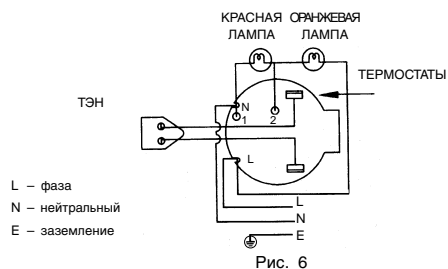 КРАСНАЯ ОРАНЖЕВАЯ
ЛАМПА ЛАМПА
ТЕРМОСТАТЫ
ТЭН
N
1 2
L
L – фаза
N – нейтральный
E – заземление
L
N
E
Рис. 6